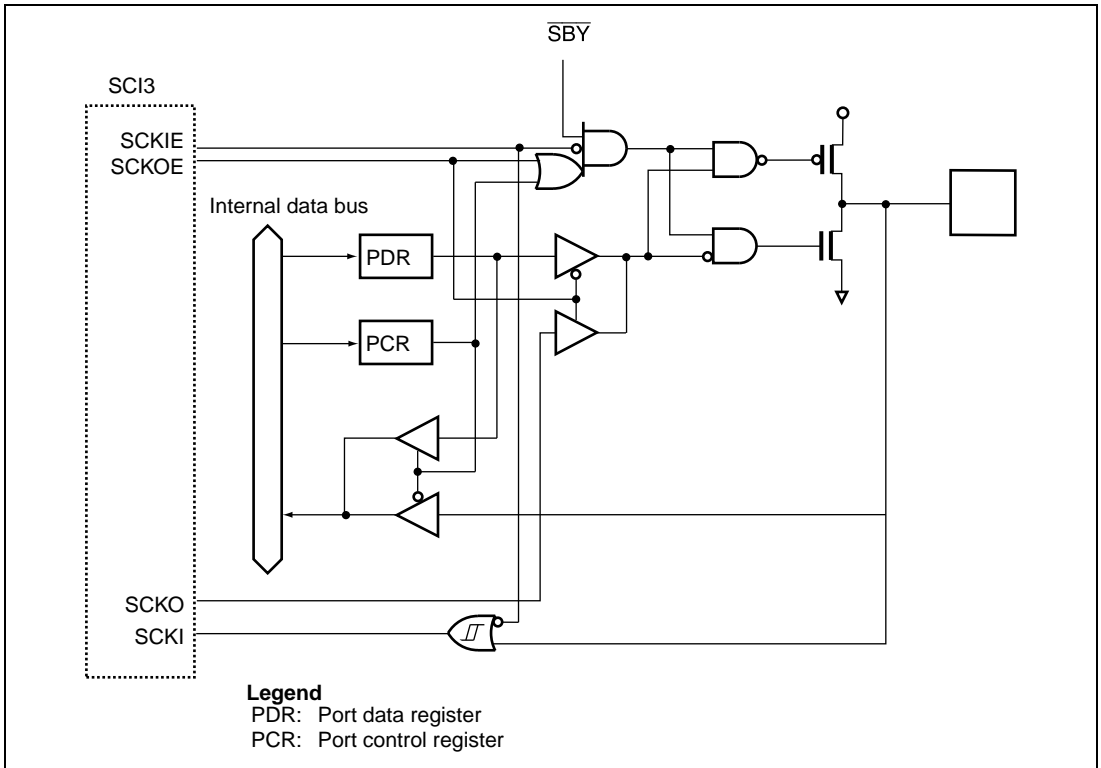 SBY
SCI3
SCKIE
SCKOE
Internal data bus
PDR
PCR
SCKO
SCKI
Legend
PDR: Port data register
PCR: Port control register